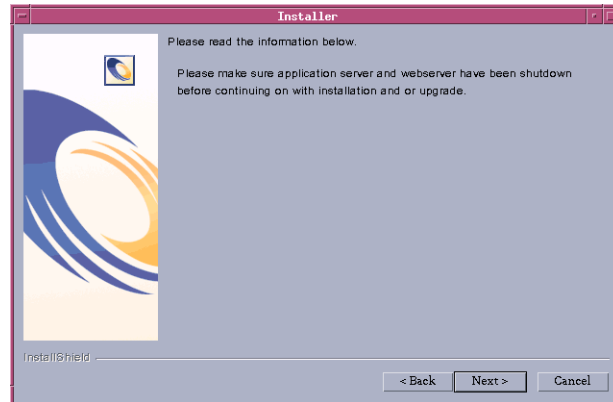 Installer
Please read the information below.
Please make sure application server and webserver have been shutdown
before continuing on with installation and or upgrade.
InstallShield
< Back
Next >
Cancel